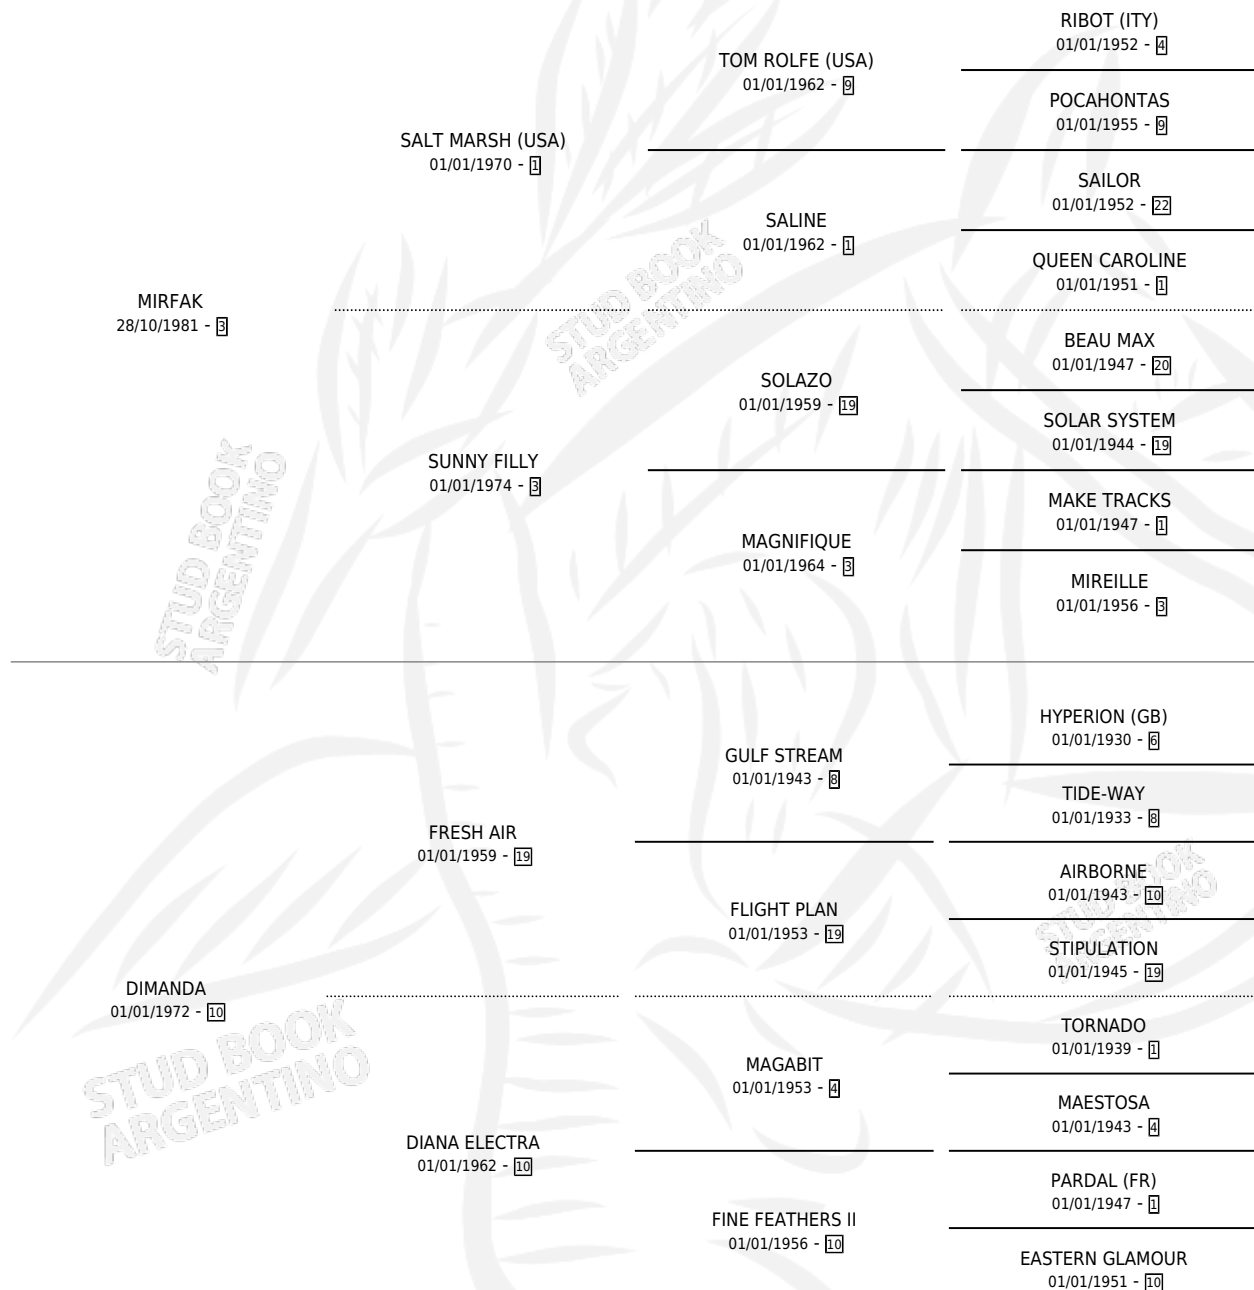 RIBOT (ITY)
01/01/1952 - 4
TOM ROLFE (USA)
01/01/1962 - 9
POCAHONTAS
01/01/1955 - 9
SALT MARSH (USA)
01/01/1970 - 1
SAILOR
01/01/1952 - 22
SALINE
01/01/1962 - 1
QUEEN CAROLINE
01/01/1951 - 1
MIRFAK
28/10/1981 - 3
BEAU MAX
01/01/1947 - 20
SOLAZO
01/01/1959 - 19
SOLAR SYSTEM
01/01/1944 - 19
SUNNY FILLY
01/01/1974 - 3
MAKE TRACKS
01/01/1947 - 1
MAGNIFIQUE
01/01/1964 - 3
MIREILLE
01/01/1956 - 3
HYPERION (GB)
01/01/1930 - 6
GULF STREAM
01/01/1943 - 8
TIDE-WAY
01/01/1933 - 8
FRESH AIR
01/01/1959 - 19
AIRBORNE
01/01/1943 - 10
FLIGHT PLAN
01/01/1953 - 19
STIPULATION
01/01/1945 - 19
DIMANDA
01/01/1972 - 10
TORNADO
01/01/1939 - 1
MAGABIT
01/01/1953 - 4
MAESTOSA
01/01/1943 - 4
DIANA ELECTRA
01/01/1962 - 10
PARDAL (FR)
01/01/1947 - 1
FINE FEATHERS II
01/01/1956 - 10
EASTERN GLAMOUR
01/01/1951 - 10
STUD BOOK
ARGENTINO
STUD BOOK
ARGENTINO
STUD BOOK
ARGENTINO
STUD BOOK
ARGENTINO